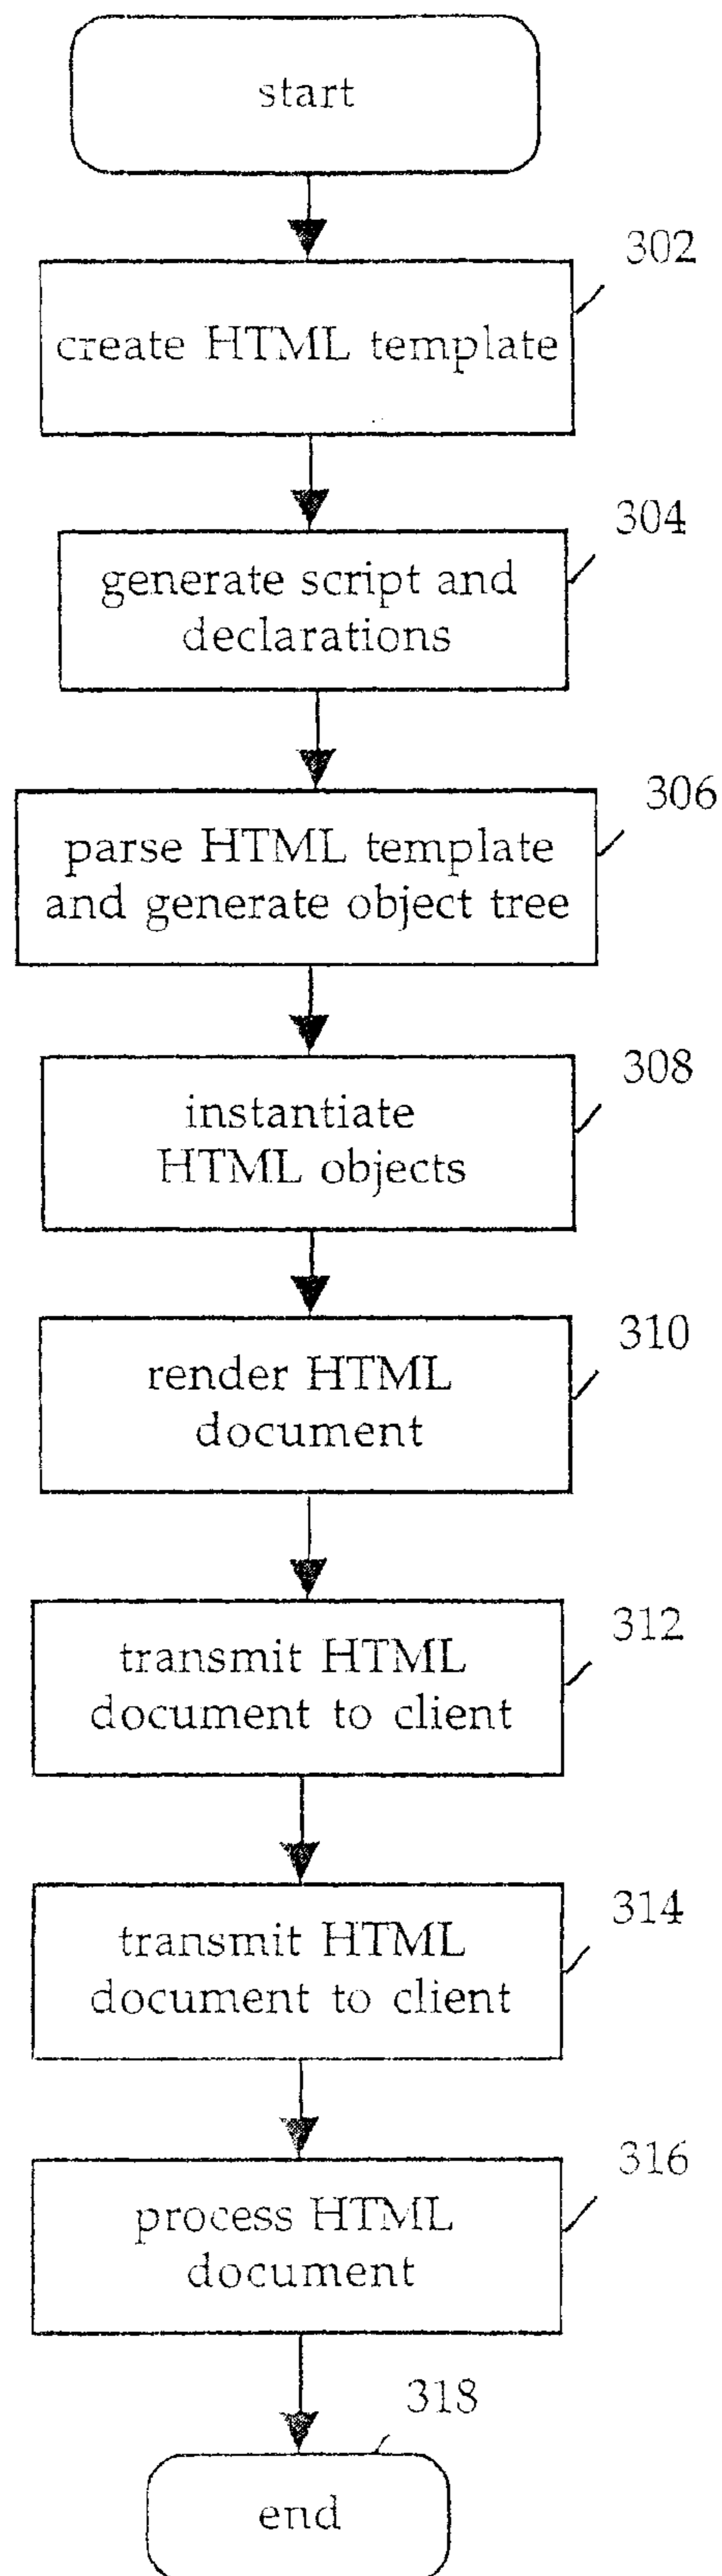 start
302
create HTML template
304
generate script and
declarations
306
parse HTML template
and generate object tree
308
instantiate
HTML objects
310
render HTML
document
312
transmit HTML
document to client
314
transmit HTML
document to client
316
process HTML
document
318
end